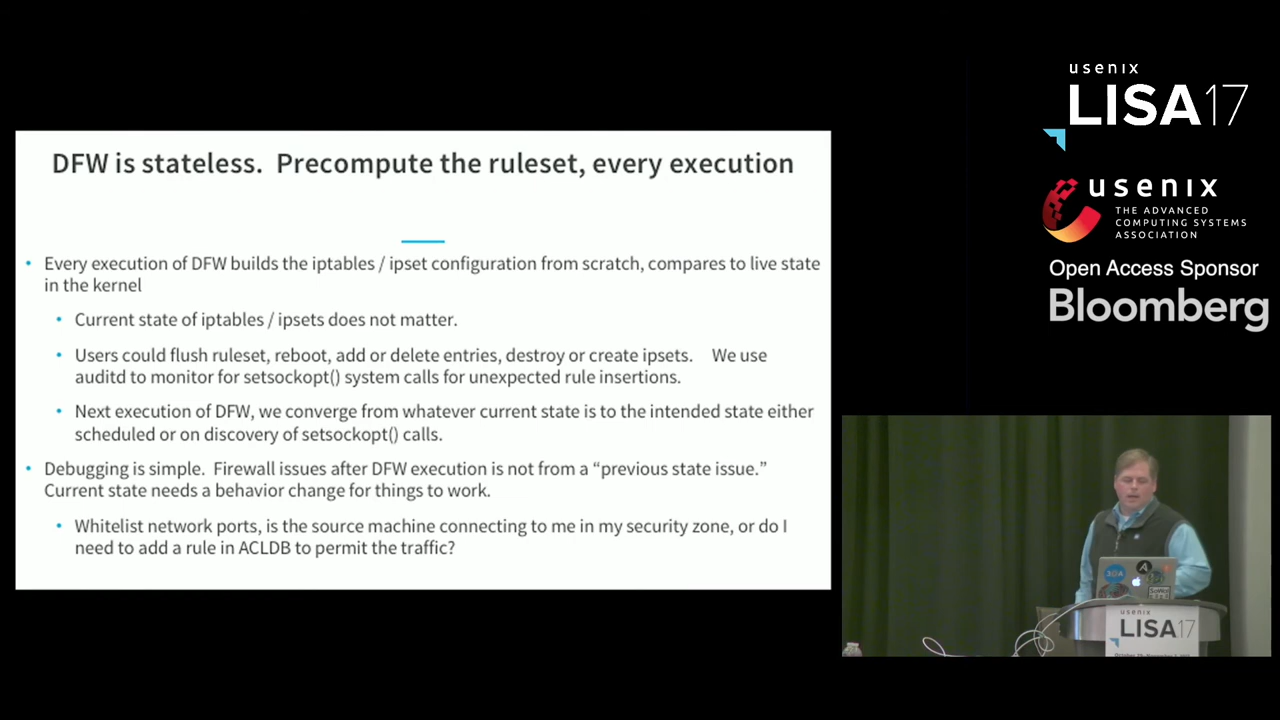 DFW is stateless.  Precompute the ruleset, every execution
• Every execution of DFW builds the iptables / ipset configuration from scratch, compares to live state
in the kernel
• Current state of iptables / ipsets does not matter.
• Users could flush ruleset, reboot, add or delete entries, destroy or create ipsets.    We use
auditd to monitor for setsockopt() system calls for unexpected rule insertions.
• Next execution of DFW, we converge from whatever current state is to the intended state either
scheduled or on discovery of setsockopt() calls.
• Debugging is simple.  Firewall issues after DFW execution is not from a “previous state issue.”
Current state needs a behavior change for things to work.
• Whitelist network ports, is the source machine connecting to me in my security zone, or do I
need to add a rule in ACLDB to permit the traffic?
usenix
LISA17
usenix
THE ADVANCED
COMPUTING SYSTEMS
ASSOCIATION
Open Access Sponsor
Bloomberg
usenix
LISA17